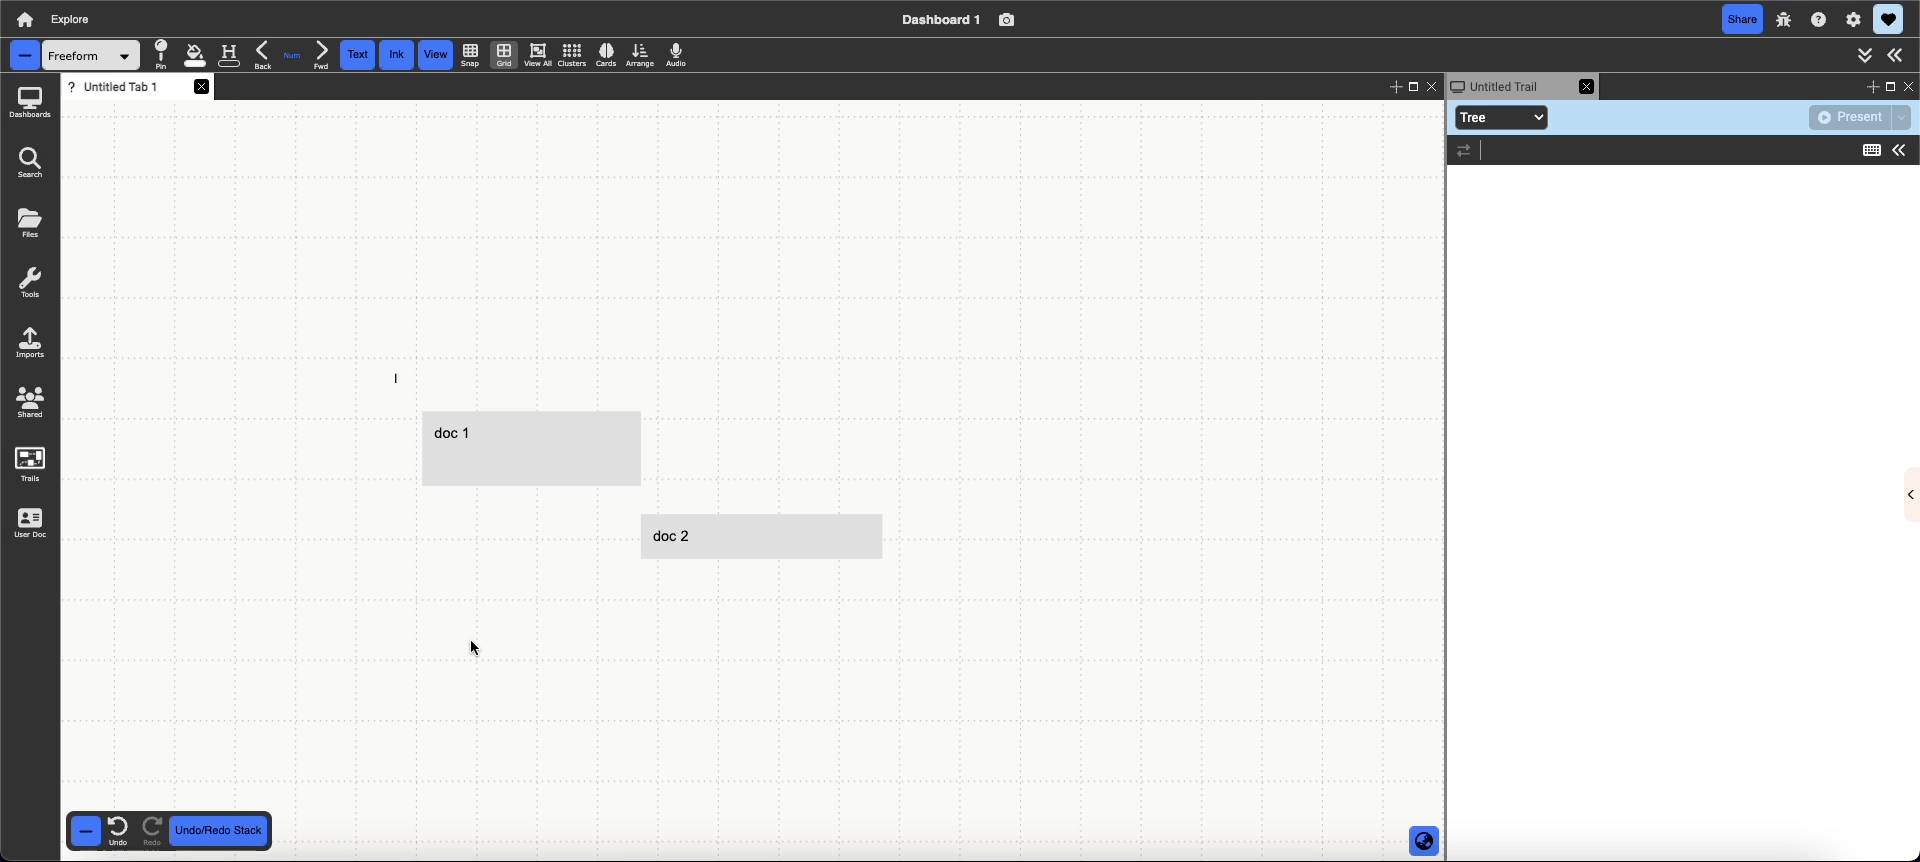 Explore
Dashboard 1
Share
Freeform
Pin
H
Back
Num
Fwd
Text
Ink
View
Snap
Grid
View All
Clusters
Cards
Arrange
Audio
? Untitled Tab 1
Untitled Trail
Tree
Present
Dashboards
Search
Files
Tools
Imports
Shared
Trails
User Doc
doc 1
doc 2
Undo
Redo
Undo/Redo Stack